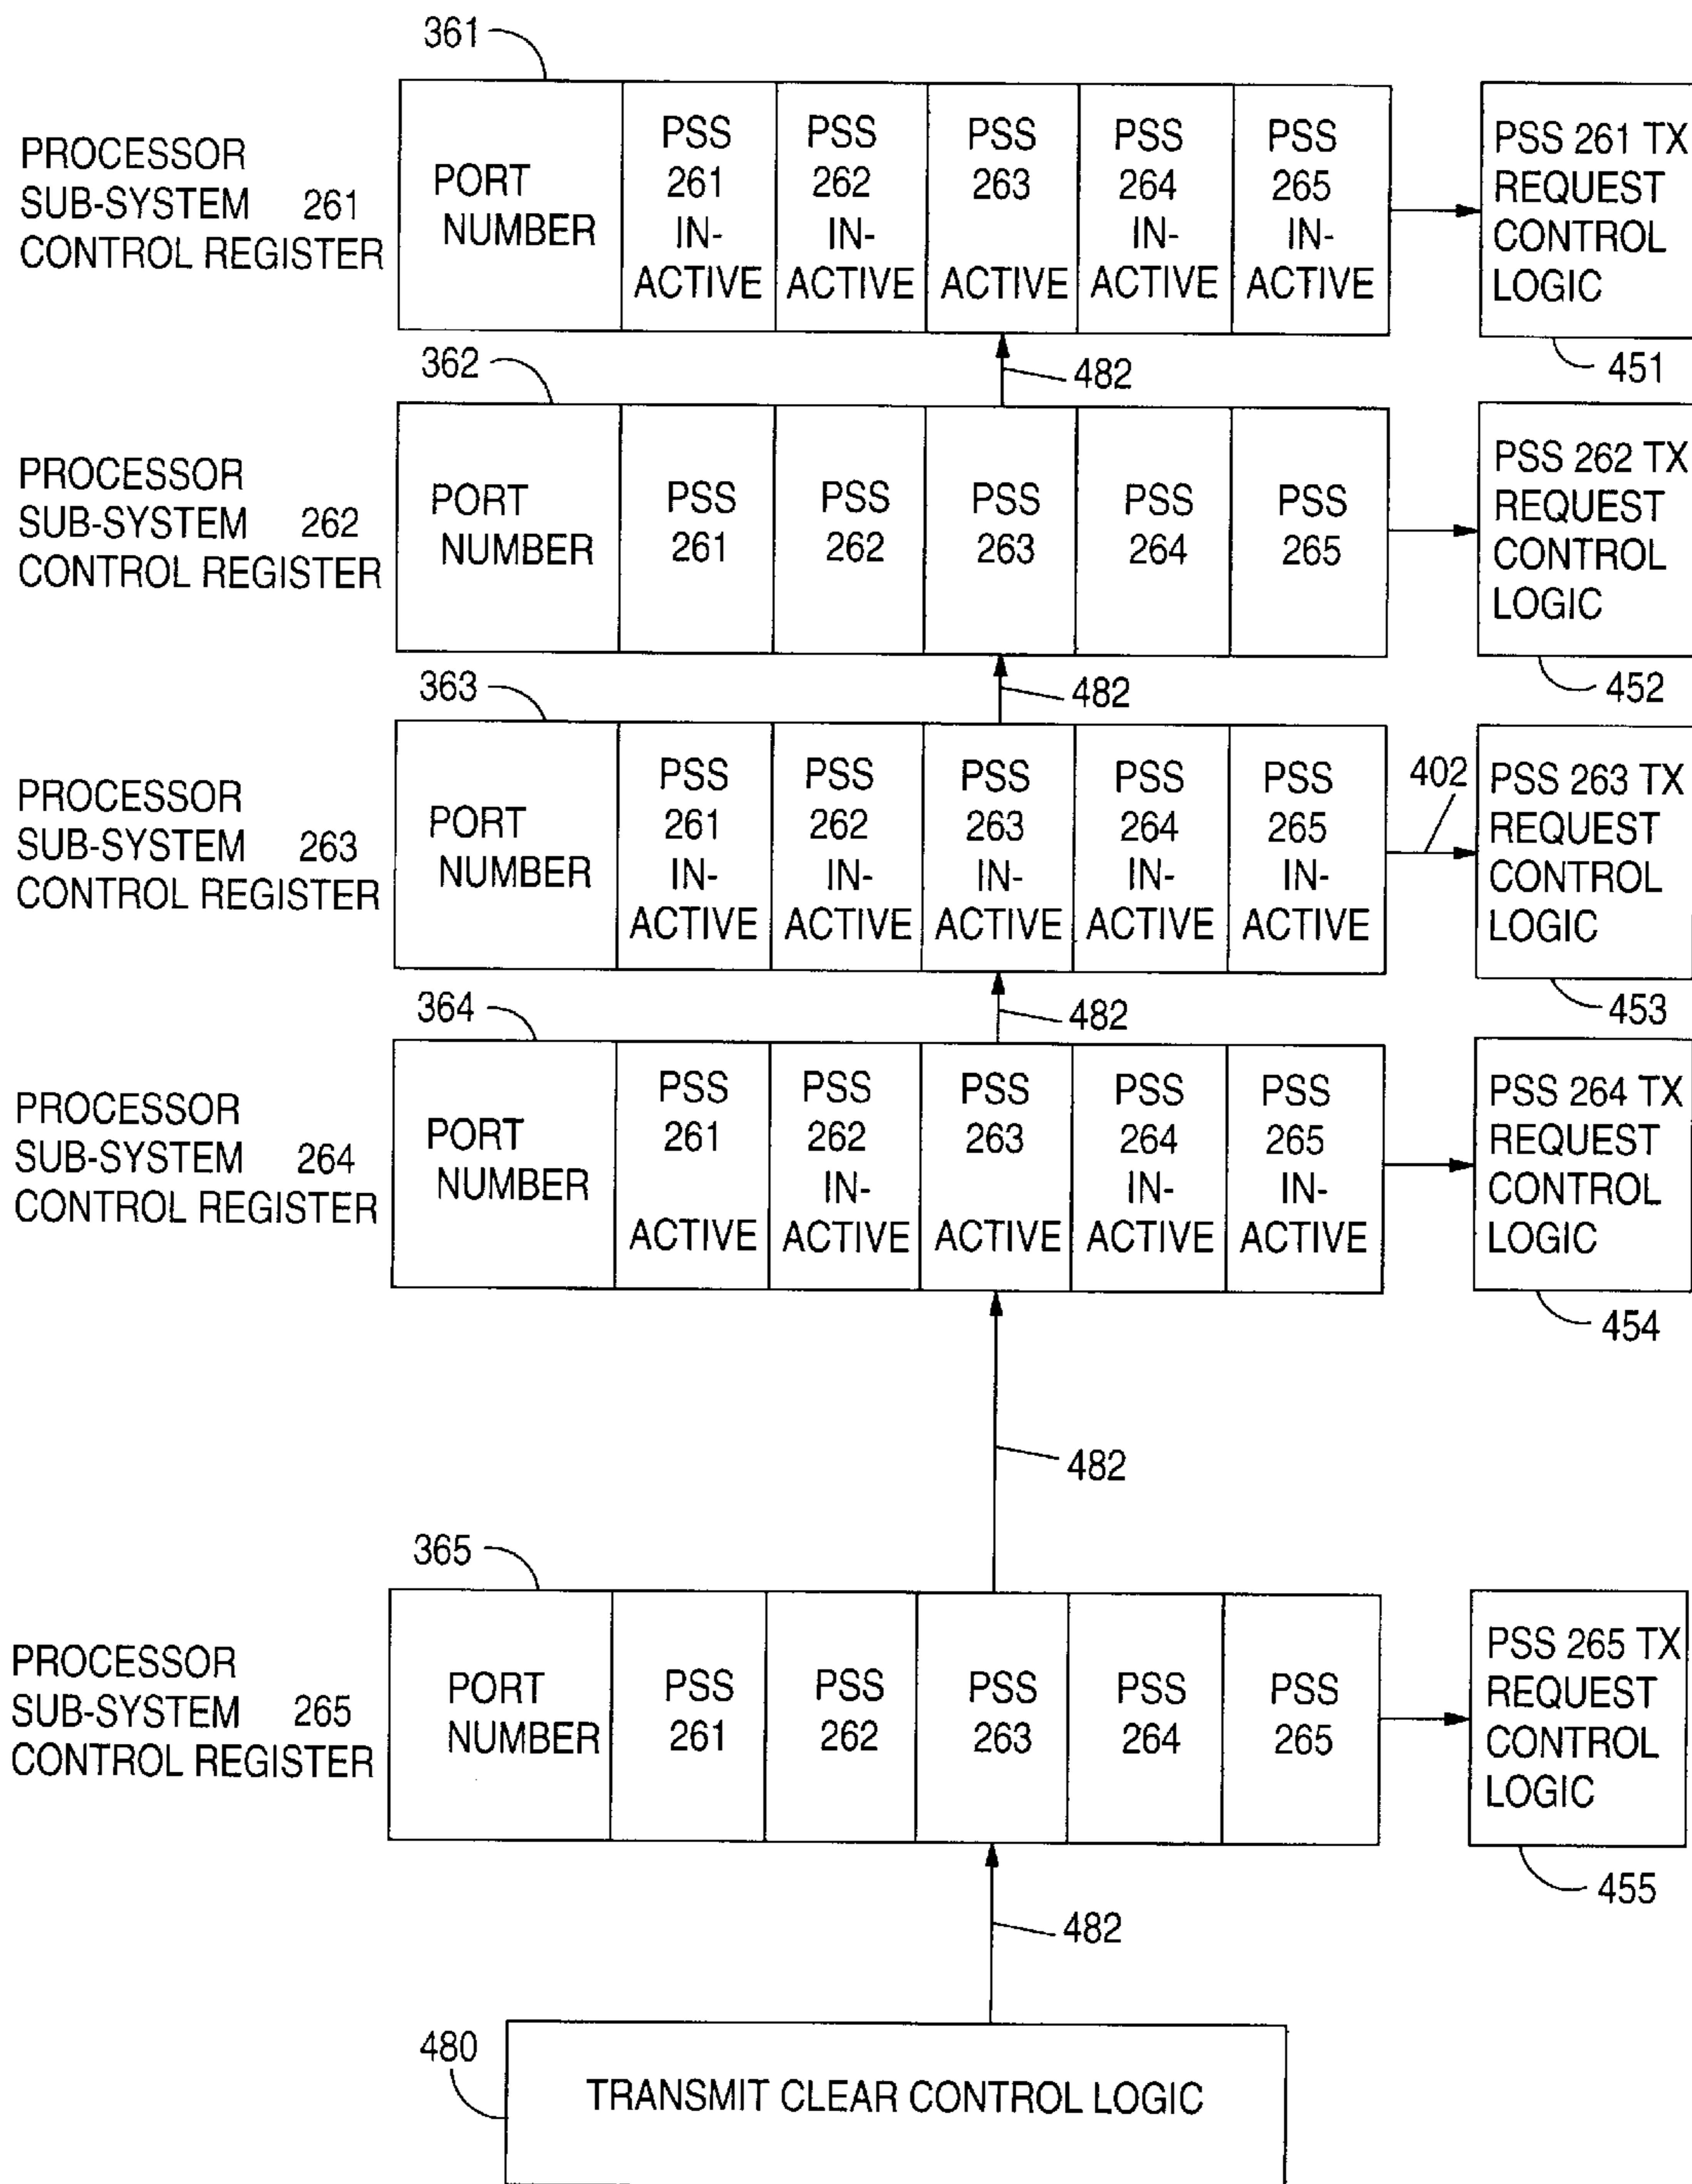 361
PROCESSOR
SUB-SYSTEM 261
CONTROL REGISTER
PORT
NUMBER
PSS
261
IN-
ACTIVE
PSS
262
IN-
ACTIVE
PSS
263
ACTIVE
PSS
264
IN-
ACTIVE
PSS
265
IN-
ACTIVE
PSS 261 TX
REQUEST
CONTROL
LOGIC
451
482
362
PROCESSOR
SUB-SYSTEM 262
CONTROL REGISTER
PORT
NUMBER
PSS
261
PSS
262
PSS
263
PSS
264
PSS
265
PSS 262 TX
REQUEST
CONTROL
LOGIC
452
482
363
PROCESSOR
SUB-SYSTEM 263
CONTROL REGISTER
PORT
NUMBER
PSS
261
IN-
ACTIVE
PSS
262
IN-
ACTIVE
PSS
263
IN-
ACTIVE
PSS
264
IN-
ACTIVE
PSS
265
IN-
ACTIVE
402
PSS 263 TX
REQUEST
CONTROL
LOGIC
453
482
364
PROCESSOR
SUB-SYSTEM 264
CONTROL REGISTER
PORT
NUMBER
PSS
261
ACTIVE
PSS
262
IN-
ACTIVE
PSS
263
ACTIVE
PSS
264
IN-
ACTIVE
PSS
265
IN-
ACTIVE
PSS 264 TX
REQUEST
CONTROL
LOGIC
454
482
365
PROCESSOR
SUB-SYSTEM 265
CONTROL REGISTER
PORT
NUMBER
PSS
261
PSS
262
PSS
263
PSS
264
PSS
265
PSS 265 TX
REQUEST
CONTROL
LOGIC
455
482
480
TRANSMIT CLEAR CONTROL LOGIC